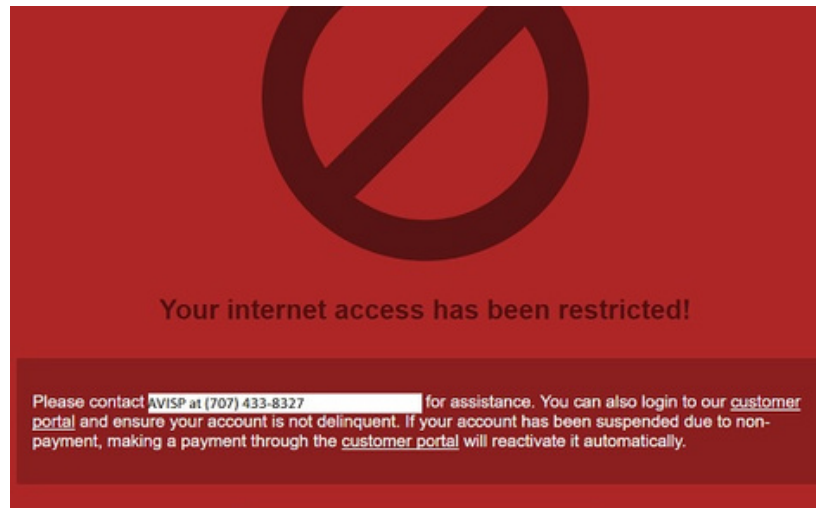 Your internet access has been restricted!
Please contact AVISP at (707) 433-8327 for assistance. You can also login to our customer
portal and ensure your account is not delinquent. If your account has been suspended due to non-
payment, making a payment through the customer portal will reactivate it automatically.